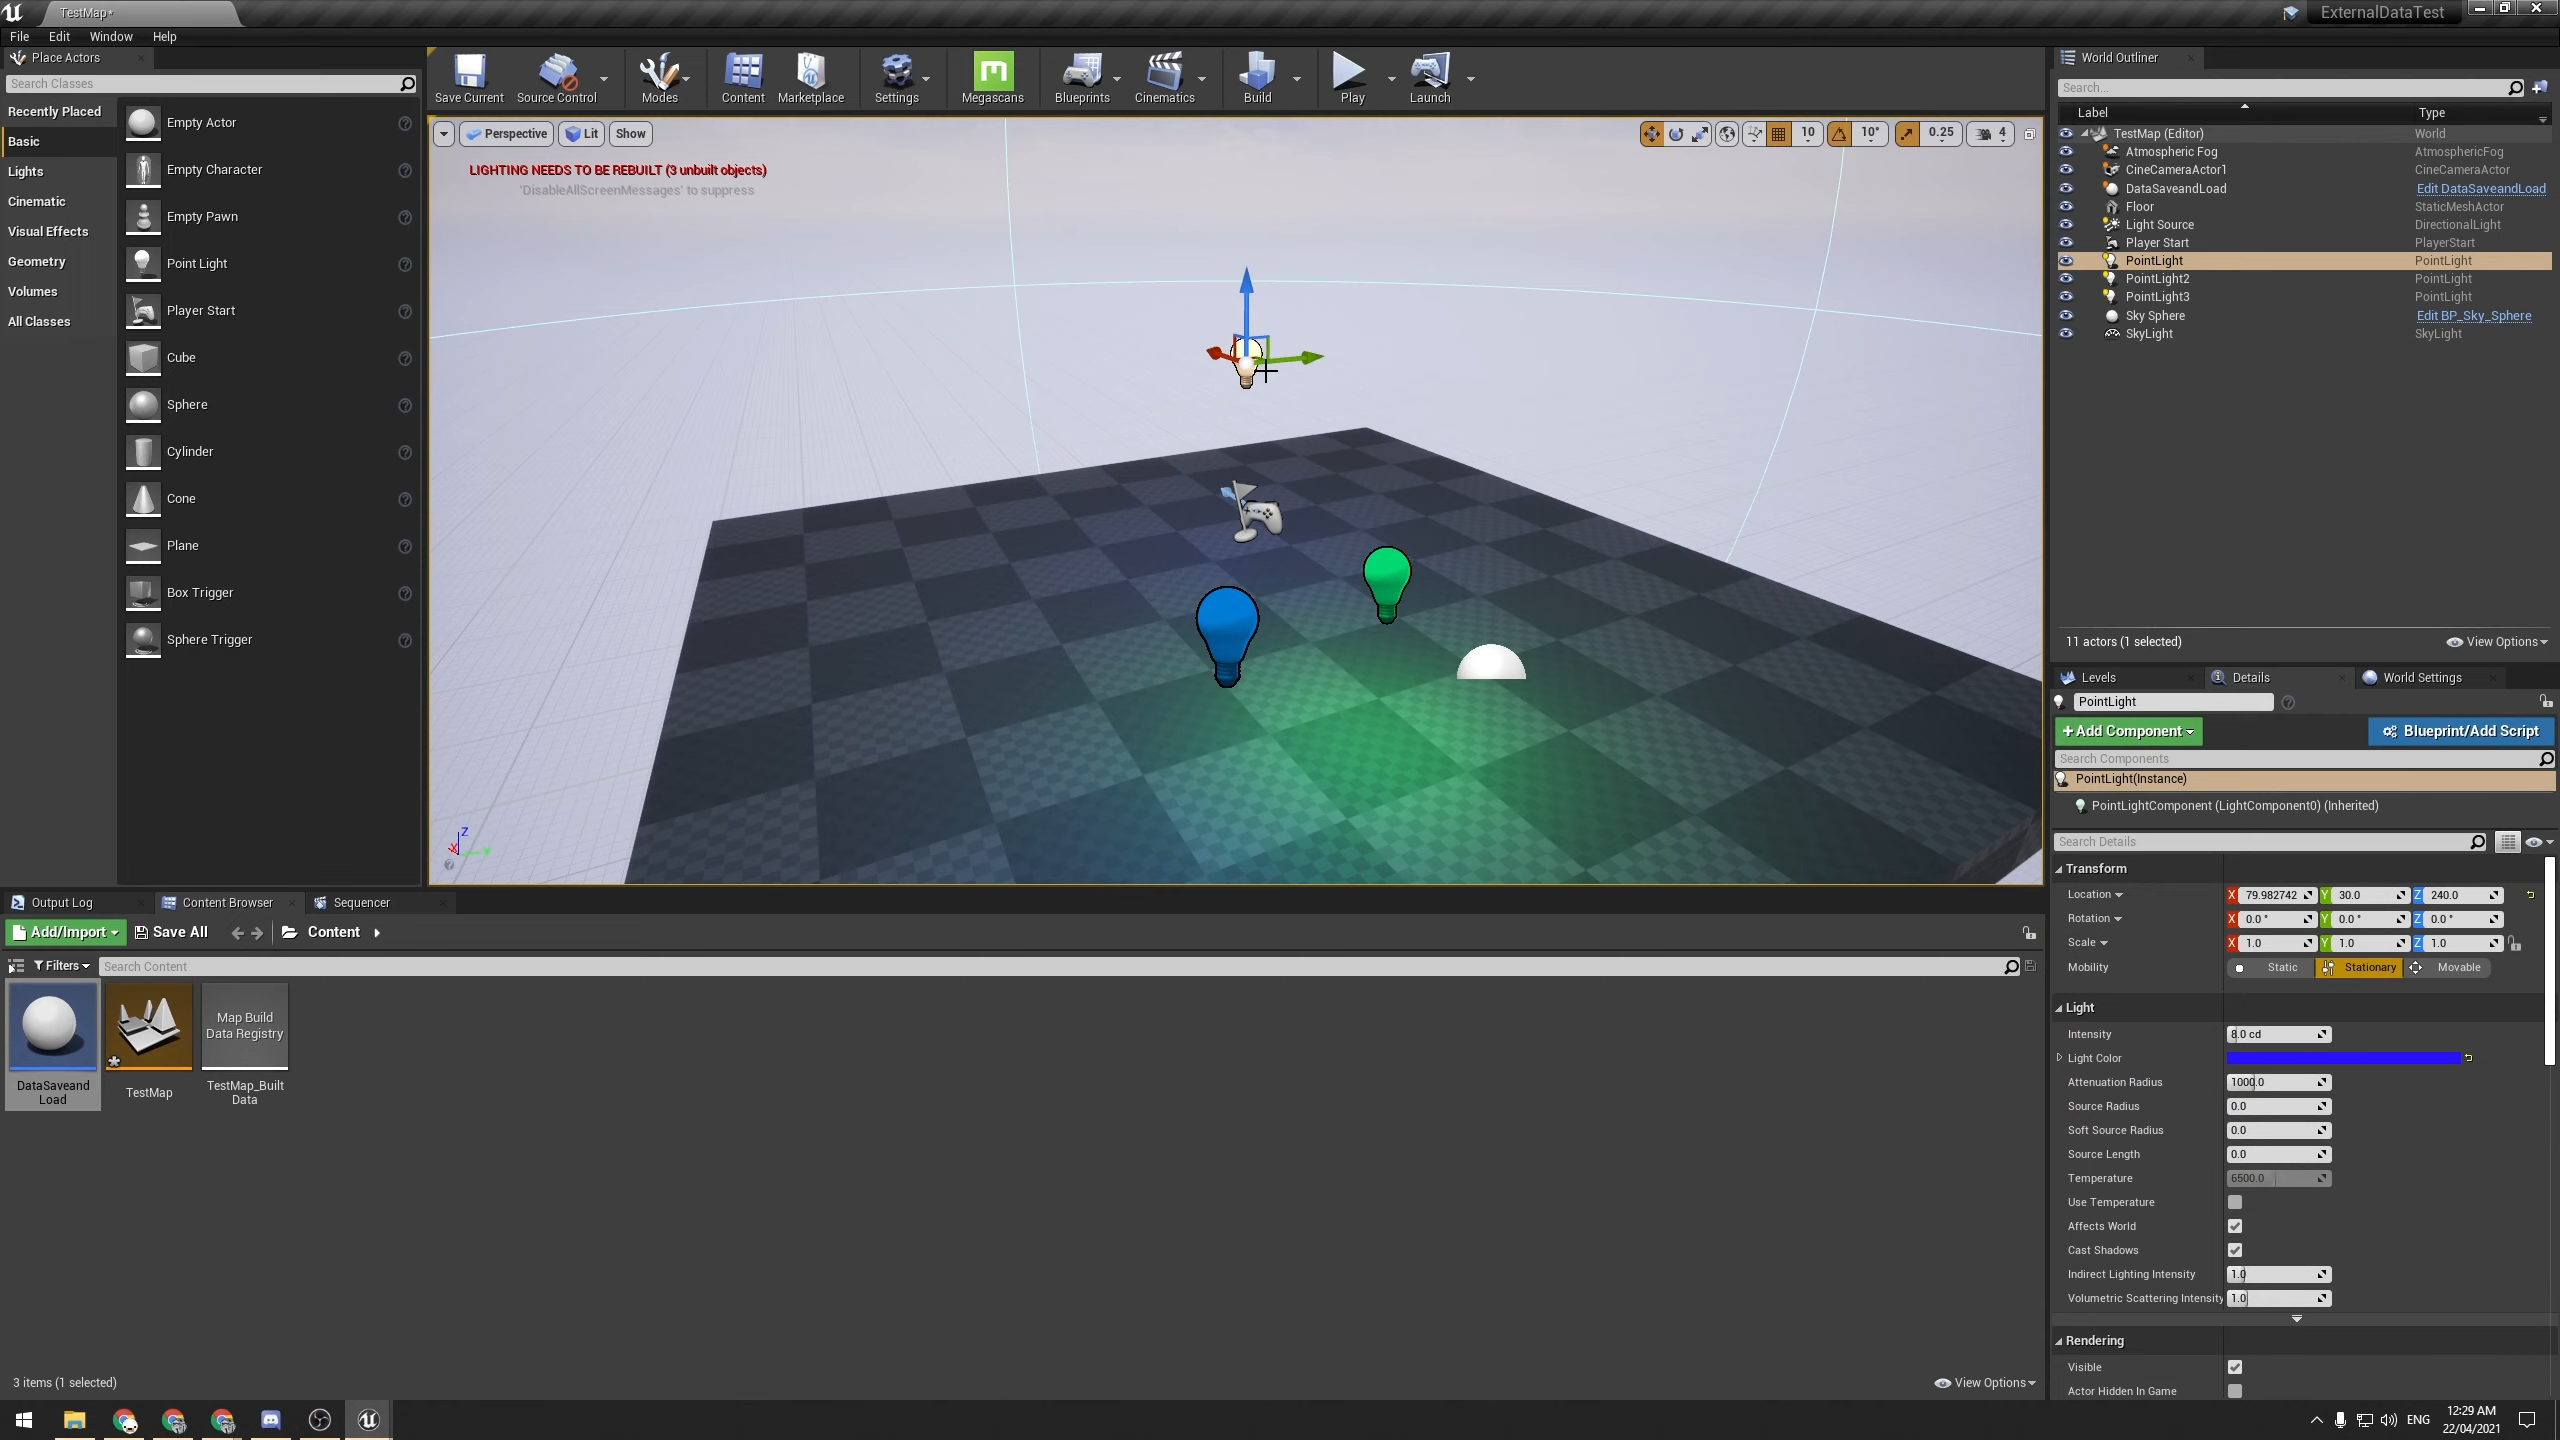 TestMap*
ExternalDataTest
File Edit Window Help
Place Actors
Search Classes
Recently Placed
Basic
Lights
Cinematic
Visual Effects
Geometry
Volumes
All Classes
Empty Actor
Empty Character
Empty Pawn
Point Light
Player Start
Cube
Sphere
Cylinder
Cone
Plane
Box Trigger
Sphere Trigger
Save Current Source Control Modes Content Marketplace Settings Megascans Blueprints Cinematics Build Play Launch
Perspective Lit Show
10 10° 0.25 4
LIGHTING NEEDS TO BE REBUILT (3 unbuilt objects)
'DisableAllScreenMessages' to suppress
Z
X Y
World Outliner
Search...
Label Type
TestMap (Editor) World
Atmospheric Fog AtmosphericFog
CineCameraActor1 CineCameraActor
DataSaveandLoad Edit DataSaveandLoad
Floor StaticMeshActor
Light Source DirectionalLight
Player Start PlayerStart
PointLight PointLight
PointLight2 PointLight
PointLight3 PointLight
Sky Sphere Edit BP_Sky_Sphere
SkyLight SkyLight
11 actors (1 selected) View Options
Levels Details World Settings
PointLight
+Add Component Blueprint/Add Script
Search Components
PointLight(Instance)
PointLightComponent (LightComponent0) (Inherited)
Search Details
Transform
Location X 79.982742 Y 30.0 Z 240.0
Rotation X 0.0 ° Y 0.0 ° Z 0.0 °
Scale X 1.0 Y 1.0 Z 1.0
Mobility Static Stationary Movable
Light
Intensity 8.0 cd
Light Color
Attenuation Radius 1000.0
Source Radius 0.0
Soft Source Radius 0.0
Source Length 0.0
Temperature 6500.0
Use Temperature
Affects World
Cast Shadows
Indirect Lighting Intensity 1.0
Volumetric Scattering Intensity 1.0
Rendering
Visible
Actor Hidden In Game
Output Log Content Browser Sequencer
Add/Import Save All Content
Filters Search Content
DataSaveand
Load
TestMap
Map Build
Data Registry
TestMap_Built
Data
3 items (1 selected) View Options
ENG
12:29 AM
22/04/2021